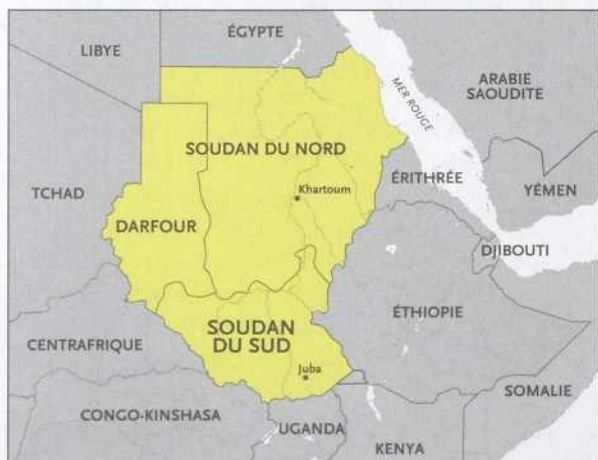 ÉGYPTE
LIBYE
ARABIE
SAOUDITE
MER ROUGE
SOUDAN DU NORD
TCHAD
Khartoum
ÉRITHRÉE
YÉMEN
DARFOUR
DJIBOUTI
ÉTHIOPIE
SOUDAN
DU SUD
CENTRAFRIQUE
Juba
SOMALIE
CONGO-KINSHASA
UGANDA
KENYA